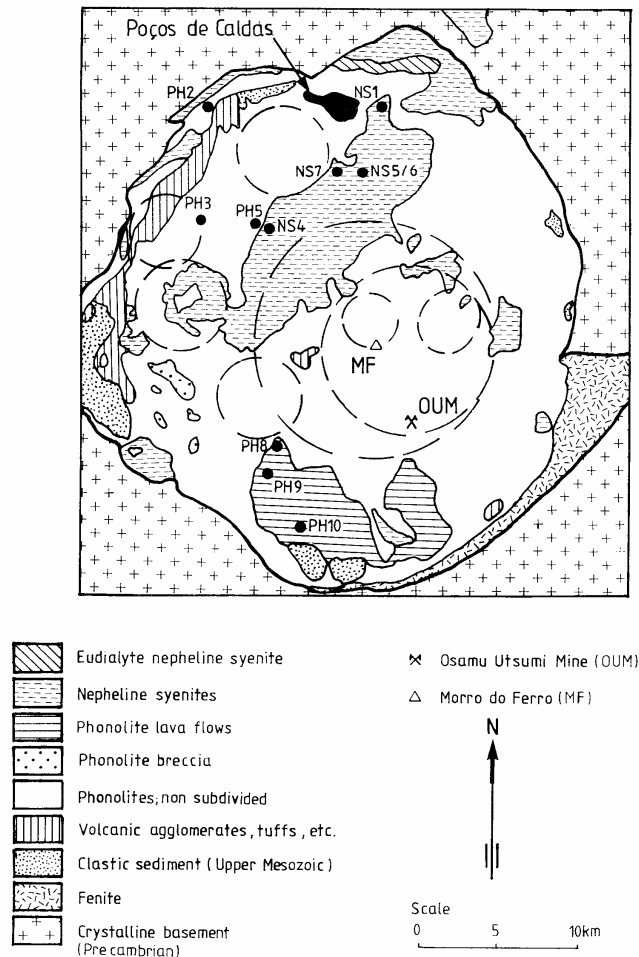 Poços de Caldas
PH2
NS1
NS7
NS5/6
PH3
PH5
NS4
MF
OUM
PH8
PH9
PH10
Eudialyte nepheline syenite
Nepheline syenites
Phonolite lava flows
Phonolite breccia
Phonolites; non subdivided
Volcanic agglomerates, tuffs, etc.
Clastic sediment (Upper Mesozoic)
Fenite
Crystalline basement
(Precambrian)
Osamu Utsumi Mine (OUM)
Morro do Ferro (MF)
N
Scale
0 5 10km